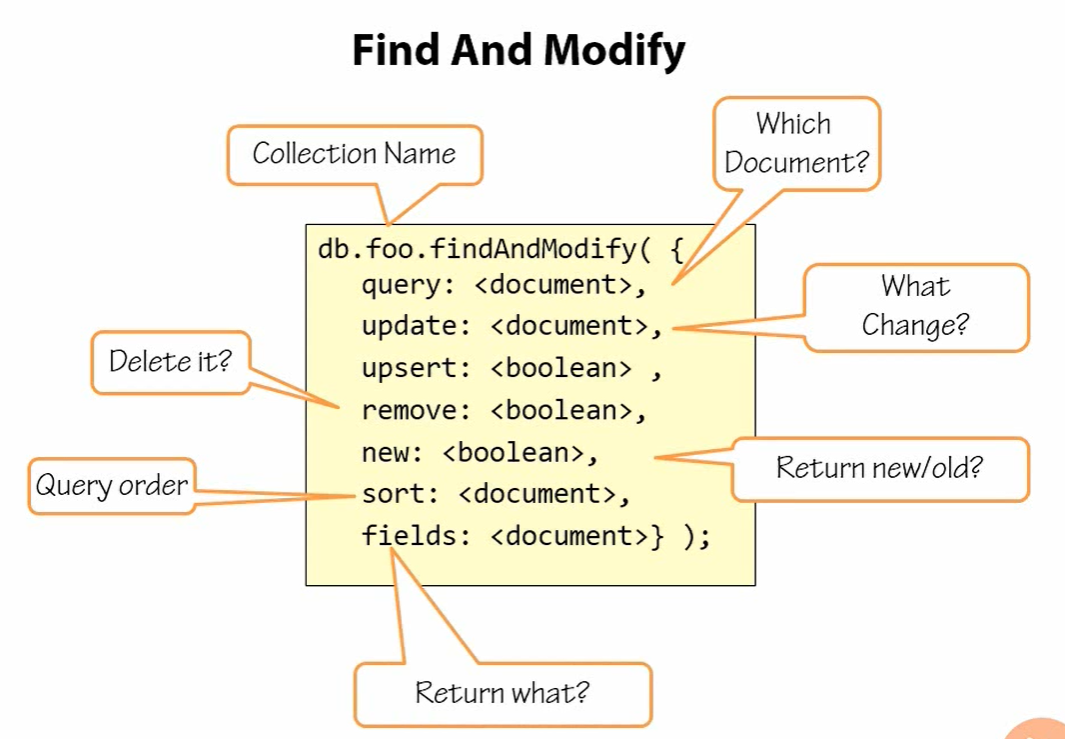 Find And Modify
Collection Name
Which
Document?
db.foo.findAndModify( {
query: <document>,
update: <document>,
upsert: <boolean> ,
remove: <boolean>,
new: <boolean>,
sort: <document>,
fields: <document>} );
What
Change?
Delete it?
Return new/old?
Query order
Return what?